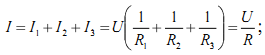 I = I₁ + I₂ + I₃ = U(1/R₁ + 1/R₂ + 1/R₃) = U/R;